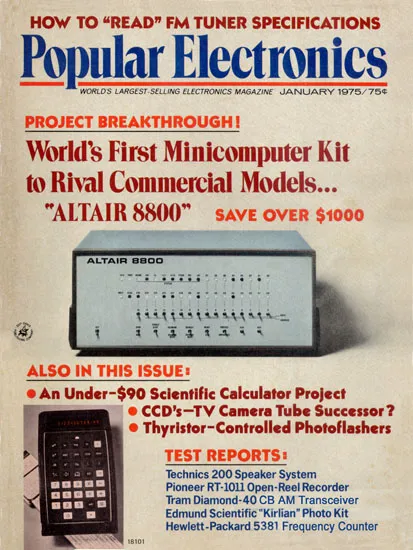 HOW TO "READ" FM TUNER SPECIFICATIONS
Popular Electronics
WORLD'S LARGEST-SELLING ELECTRONICS MAGAZINE JANUARY 1975/75¢
PROJECT BREAKTHROUGH!
World's First Minicomputer Kit
to Rival Commercial Models...
"ALTAIR 8800" SAVE OVER $1000
ALTAIR 8800
ALSO IN THIS ISSUE:
● An Under-$90 Scientific Calculator Project
● CCD's—TV Camera Tube Successor?
● Thyristor-Controlled Photoflashers
TEST REPORTS:
Technics 200 Speaker System
Pioneer RT-1011 Open-Reel Recorder
Tram Diamond-40 CB AM Transceiver
Edmund Scientific "Kirlian" Photo Kit
Hewlett-Packard 5381 Frequency Counter
18101